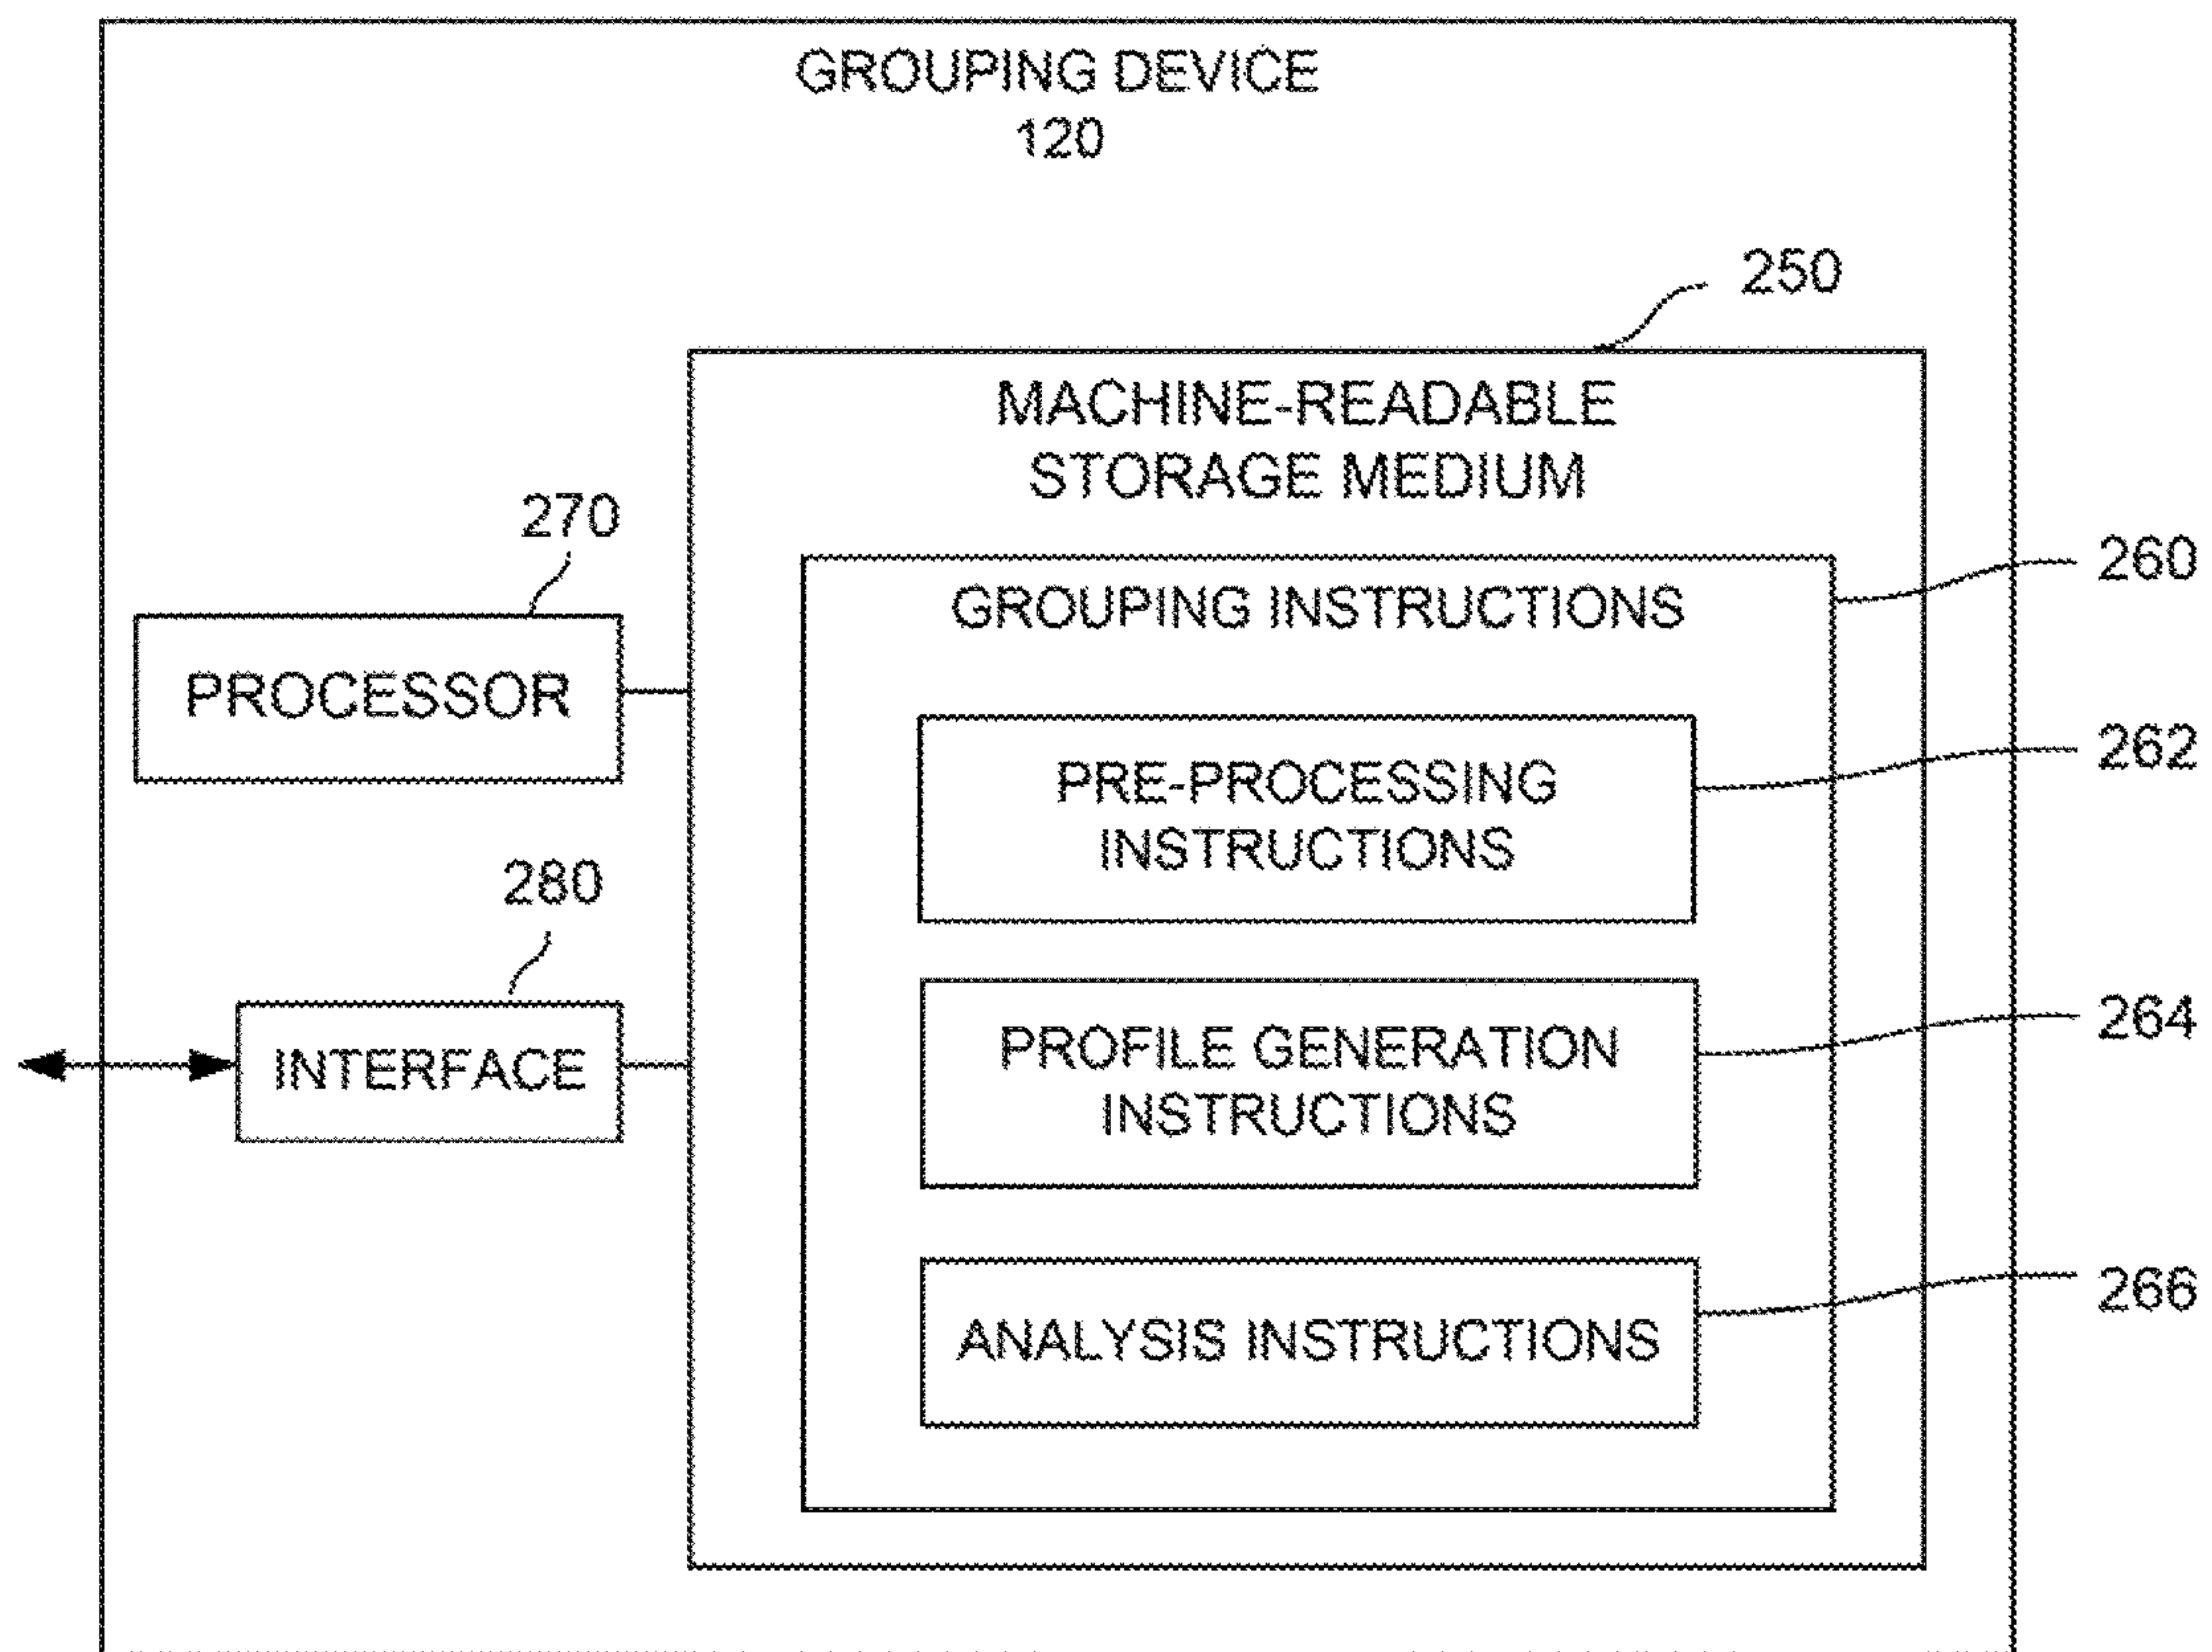 GROUPING DEVICE
120
250
MACHINE-READABLE
STORAGE MEDIUM
270
260
GROUPING INSTRUCTIONS
PROCESSOR
262
PRE-PROCESSING
INSTRUCTIONS
280
264
PROFILE GENERATION
INSTRUCTIONS
INTERFACE
266
ANALYSIS INSTRUCTIONS